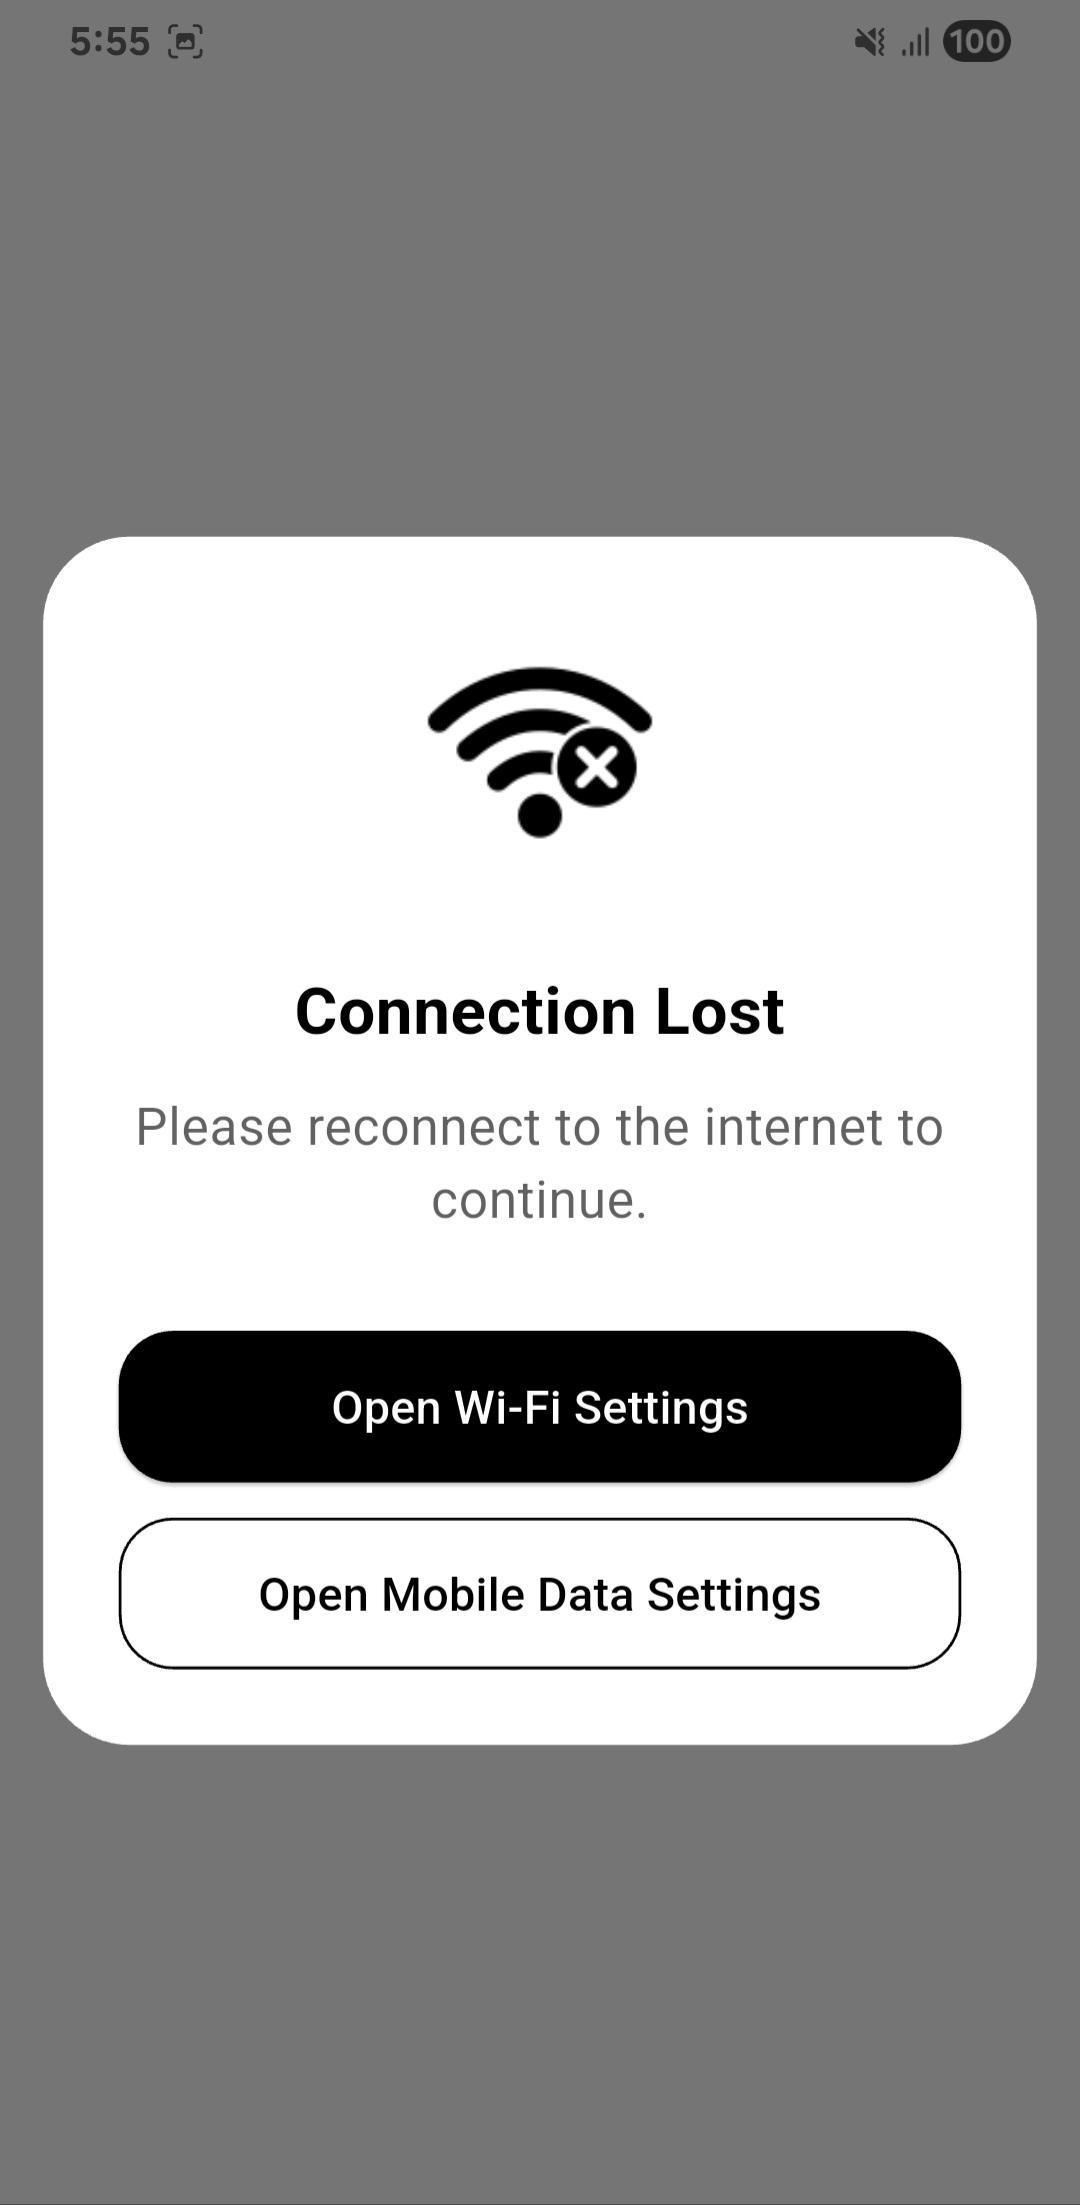 5:55 100
Connection Lost
Please reconnect to the internet to
continue.
Open Wi-Fi Settings
Open Mobile Data Settings